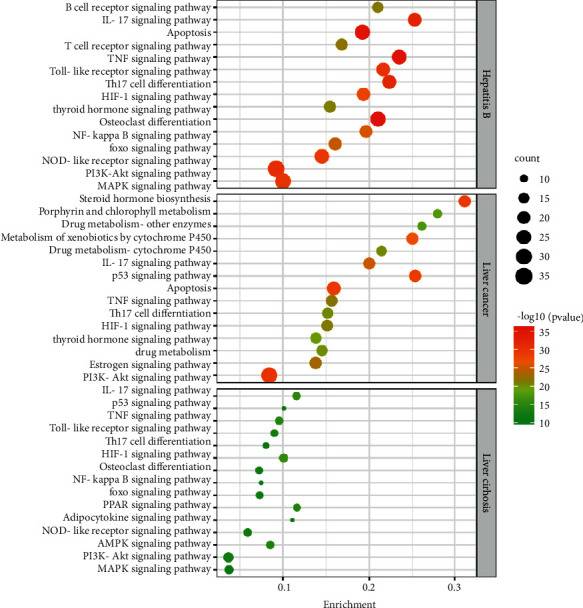 B cell receptor signaling pathway
IL- 17 signaling pathway
Apoptosis
T cell receptor signaling pathway
TNF signaling pathway
Toll- like receptor signaling pathway
Th17 cell differentiation
HIF-1 signaling pathway
thyroid hormone signaling pathway
Osteoclast differentiation
NF- kappa B signaling pathway
foxo signaling pathway
NOD- like receptor signaling pathway
PI3K-Akt signaling pathway
MAPK signaling pathway
Hepatitis B
Steroid hormone biosynthesis
Porphyrin and chlorophyll metabolism
Drug metabolism- other enzymes
Metabolism of xenobiotics by cytochrome P450
Drug metabolism- cytochrome P450
IL- 17 signaling pathway
p53 signaling pathway
Apoptosis
TNF signaling pathway
Th17 cell differentiation
HIF-1 signaling pathway
thyroid hormone signaling pathway
drug metabolism
Estrogen signaling pathway
PI3K- Akt signaling pathway
Liver cancer
IL- 17 signaling pathway
p53 signaling pathway
TNF signaling pathway
Toll- like receptor signaling pathway
Th17 cell differentiation
HIF-1 signaling pathway
Osteoclast differentiation
NF- kappa B signaling pathway
foxo signaling pathway
PPAR signaling pathway
Adipocytokine signaling pathway
NOD- like receptor signaling pathway
AMPK signaling pathway
PI3K- Akt signaling pathway
MAPK signaling pathway
Liver cirhosis
0.1 0.2 0.3
Enrichment
count
10
15
20
25
30
35
-log10 (pvalue)
35
30
25
20
15
10